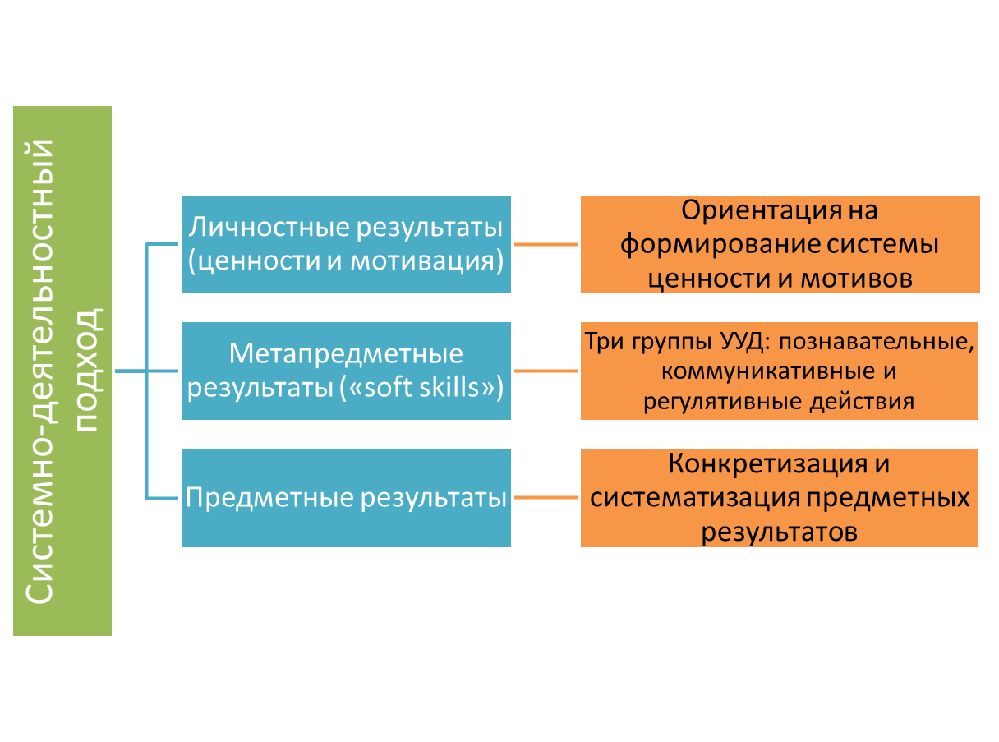 Системно-деятельностный
подход
Личностные результаты
(ценности и мотивация)
Ориентация на
формирование системы
ценности и мотивов
Метапредметные
результаты («soft skills»)
Три группы УУД: познавательные,
коммуникативные и
регулятивные действия
Предметные результаты
Конкретизация и
систематизация предметных
результатов